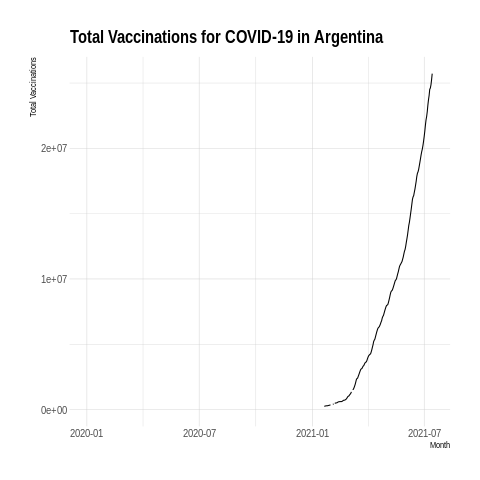 Total Vaccinations for COVID-19 in Argentina
Total Vaccinations
2e+07
1e+07
0e+00
2020-01 2020-07 2021-01 2021-07
Month